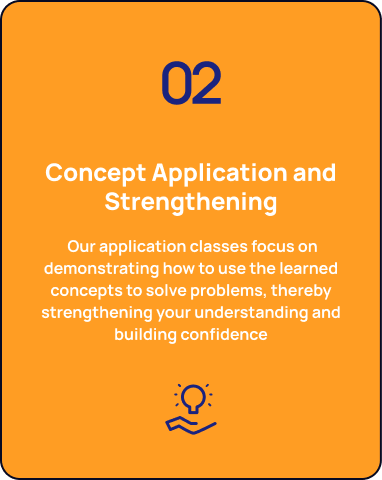 02
Concept Application and
Strengthening
Our application classes focus on
demonstrating how to use the learned
concepts to solve problems, thereby
strengthening your understanding and
building confidence